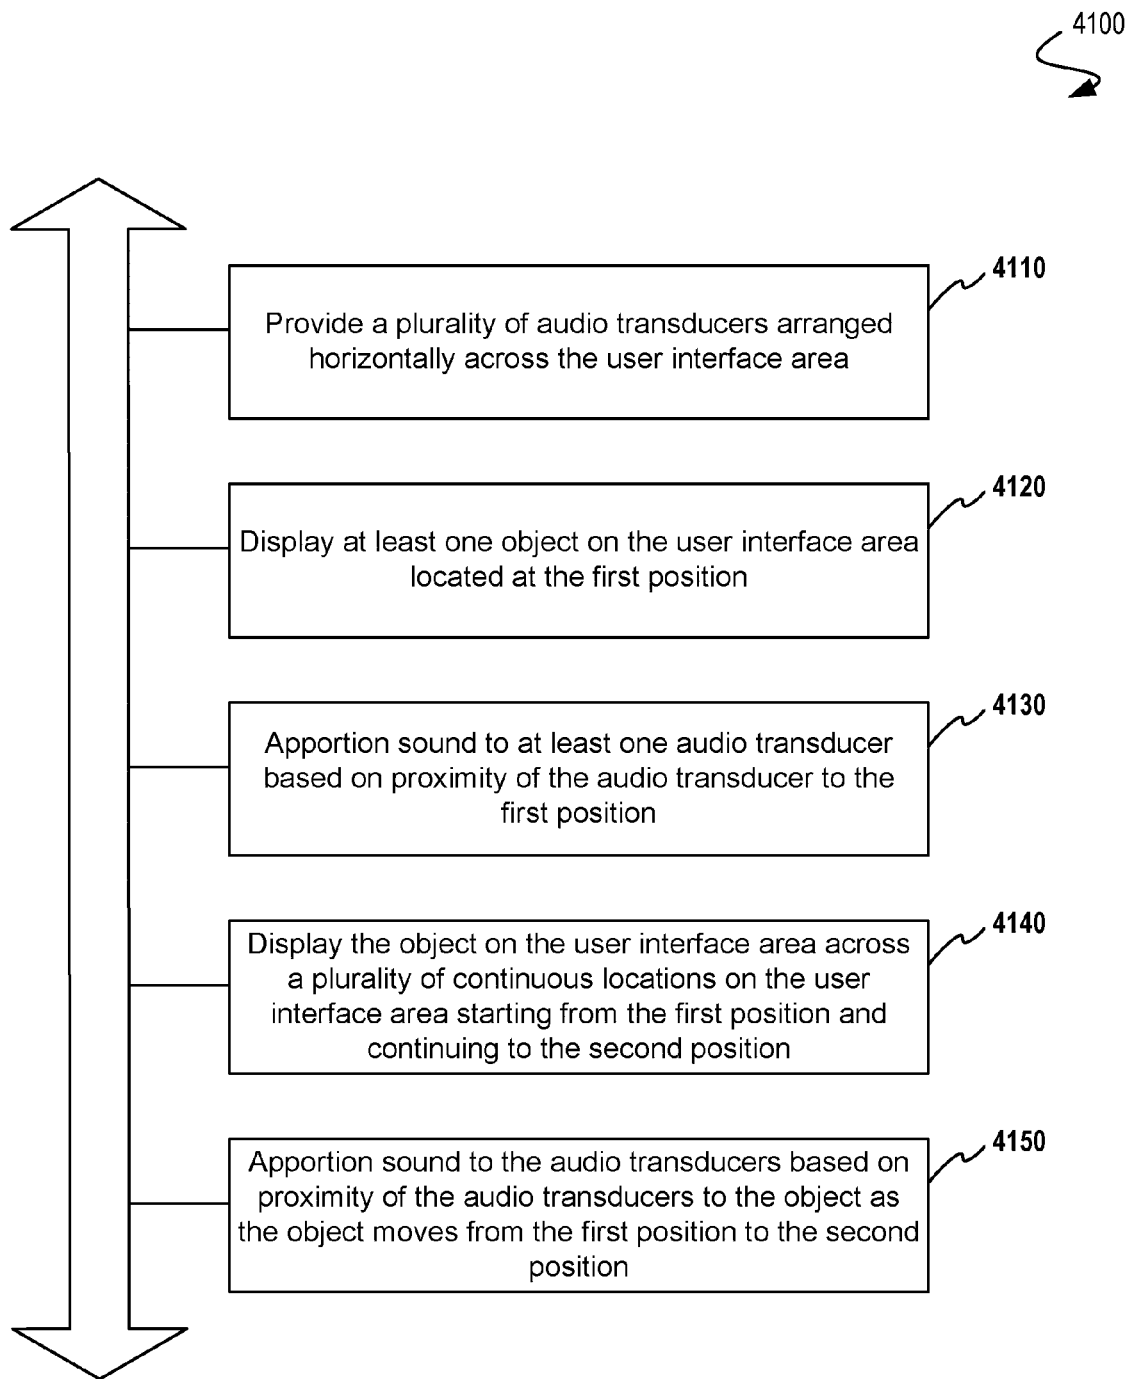 4100
4110
Provide a plurality of audio transducers arranged
horizontally across the user interface area
4120
Display at least one object on the user interface area
located at the first position
4130
Apportion sound to at least one audio transducer
based on proximity of the audio transducer to the
first position
4140
Display the object on the user interface area across
a plurality of continuous locations on the user
interface area starting from the first position and
continuing to the second position
4150
Apportion sound to the audio transducers based on
proximity of the audio transducers to the object as
the object moves from the first position to the second
position